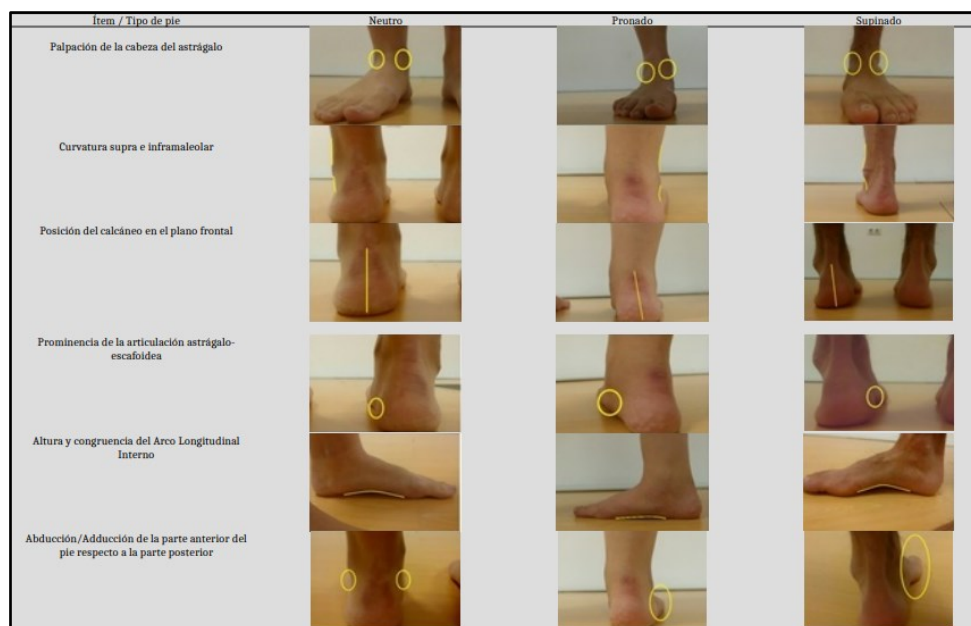 Ítem / Tipo de pie Neutro Pronado Supinado
Palpación de la cabeza del astrágalo
Curvatura supra e inframaleolar
Posición del calcáneo en el plano frontal
Prominencia de la articulación astrágalo-
escafoidea
Altura y congruencia del Arco Longitudinal
Interno
Abducción/Adducción de la parte anterior del
pie respecto a la parte posterior